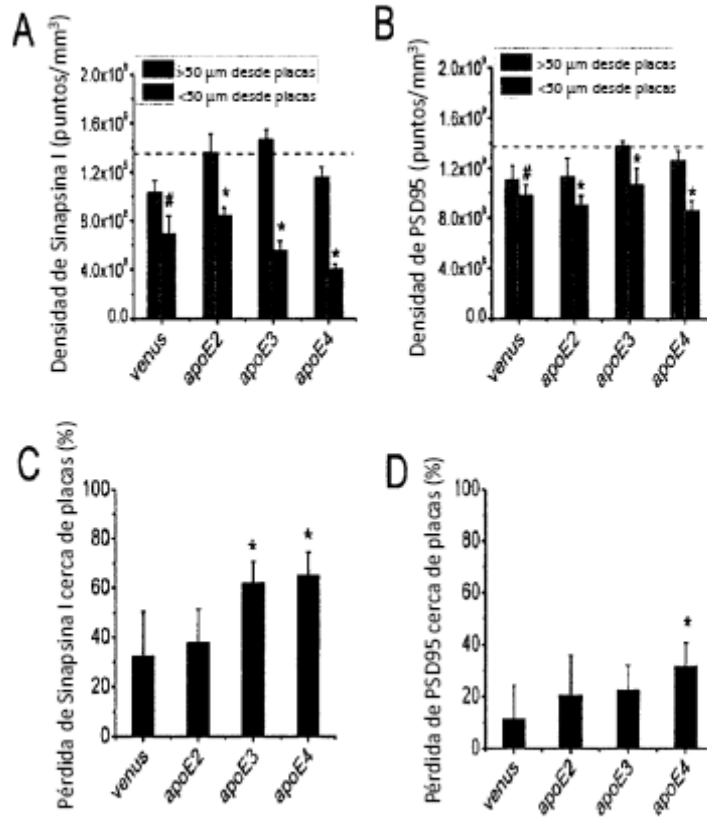 A
Densidad de Sinapsina I (puntos/mm³)
>50 µm desde placas
<50 µm desde placas
2.0x10⁹
1.6x10⁹
1.2x10⁹
8.0x10⁸
4.0x10⁸
0.0
#
*
*
*
venus
apoE2
apoE3
apoE4
B
Densidad de PSD95 (puntos/mm³)
>50 µm desde placas
<50 µm desde placas
2.0x10⁹
1.6x10⁹
1.2x10⁹
8.0x10⁸
4.0x10⁸
0.0
#
*
*
*
venus
apoE2
apoE3
apoE4
C
Pérdida de Sinapsina I cerca de placas (%)
100
80
60
40
20
0
*
*
venus
apoE2
apoE3
apoE4
D
Pérdida de PSD95 cerca de placas (%)
100
80
60
40
20
0
*
venus
apoE2
apoE3
apoE4